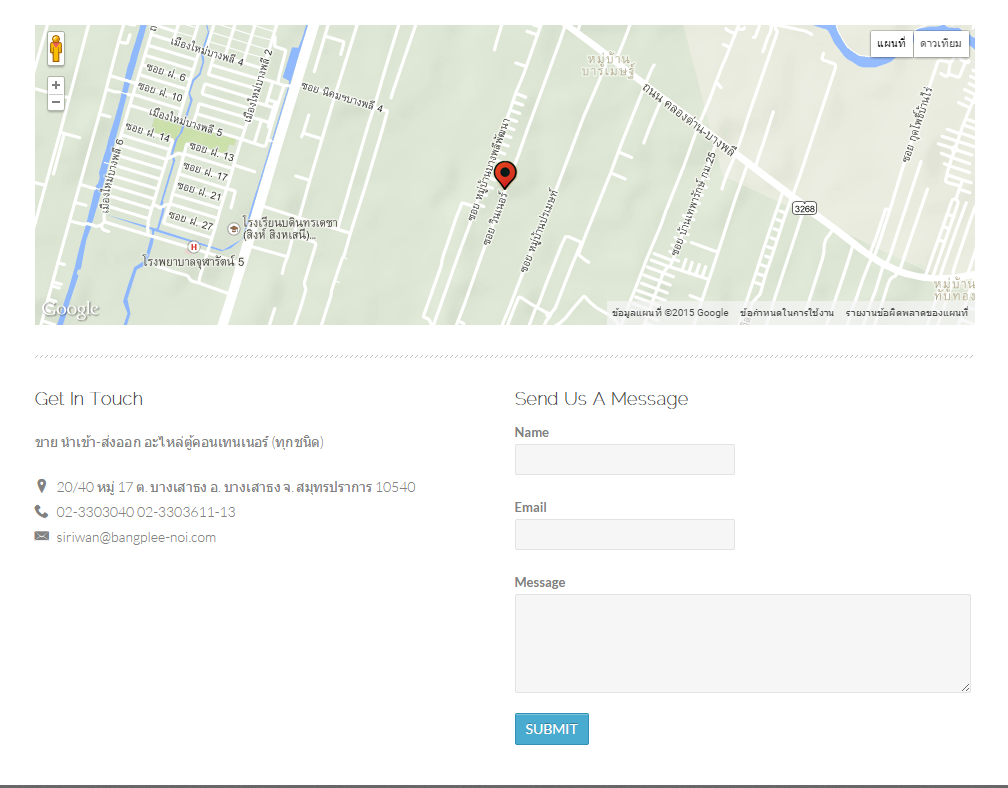 เมืองใหม่บางพลี 4
เมืองใหม่บางพลี 2
หมู่บ้าน
บารเมษฐ์
แผนที่
ดาวเทียม
+
−
ซอย ฝ. 6
ซอย ฝ. 10
ซอย นิคมฯบางพลี 4
ถนน คลองด่าน-บางพลี
ซอย กุศโพธิ์บ้านไร่
เมืองใหม่บางพลี 5
ซอย ฝ. 14
ซอย ฝ. 13
ซอย ฝ. 17
ซอย ฝ. 21
ซอย ฝ. 27
เมืองใหม่บางพลี 6
ซอย หมู่บ้านบางพลีพัฒนา
ซอย วินเนอร์
ซอย หมู่บ้านปรเมษฐ์
ซอย บ้านเทพารักษ์ กม.25
3268
โรงเรียนบดินทรเดชา
(สิงห์ สิงหเสนี)...
H
โรงพยาบาลจุฬารัตน์ 5
หมู่บ้าน
ทับทอง
Google
ข้อมูลแผนที่ ©2015 Google ข้อกำหนดในการใช้งาน รายงานข้อผิดพลาดของแผนที่
Get In Touch
ขาย นำเข้า-ส่งออก อะไหล่ตู้คอนเทนเนอร์ (ทุกชนิด)
20/40 หมู่ 17 ต. บางเสาธง อ. บางเสาธง จ. สมุทรปราการ 10540
02-3303040 02-3303611-13
siriwan@bangplee-noi.com
Send Us A Message
Name
Email
Message
SUBMIT